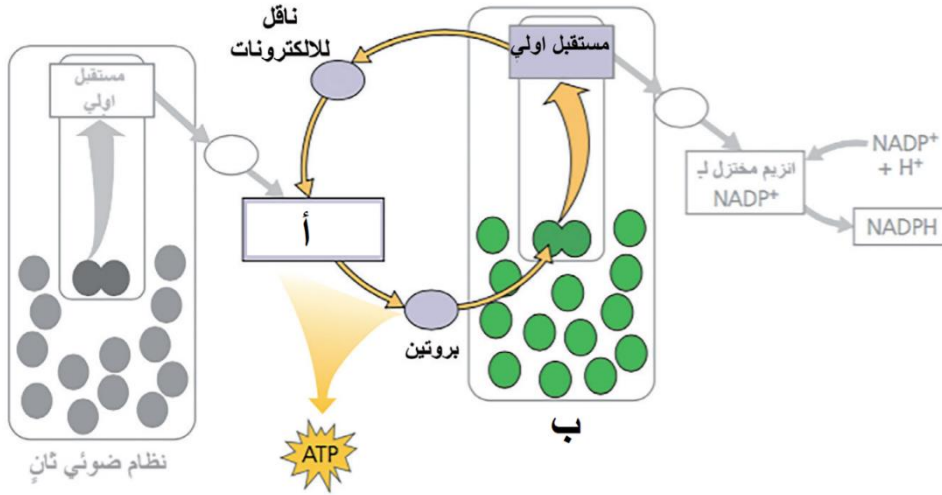 ناقل
للالكترونات
مستقبل اولي
مستقبل
اولي
NADP⁺
+ H⁺
انزيم مختزل لـ
NADP⁺
NADPH
أ
بروتين
ب
ATP
نظام ضوئي ثانٍ